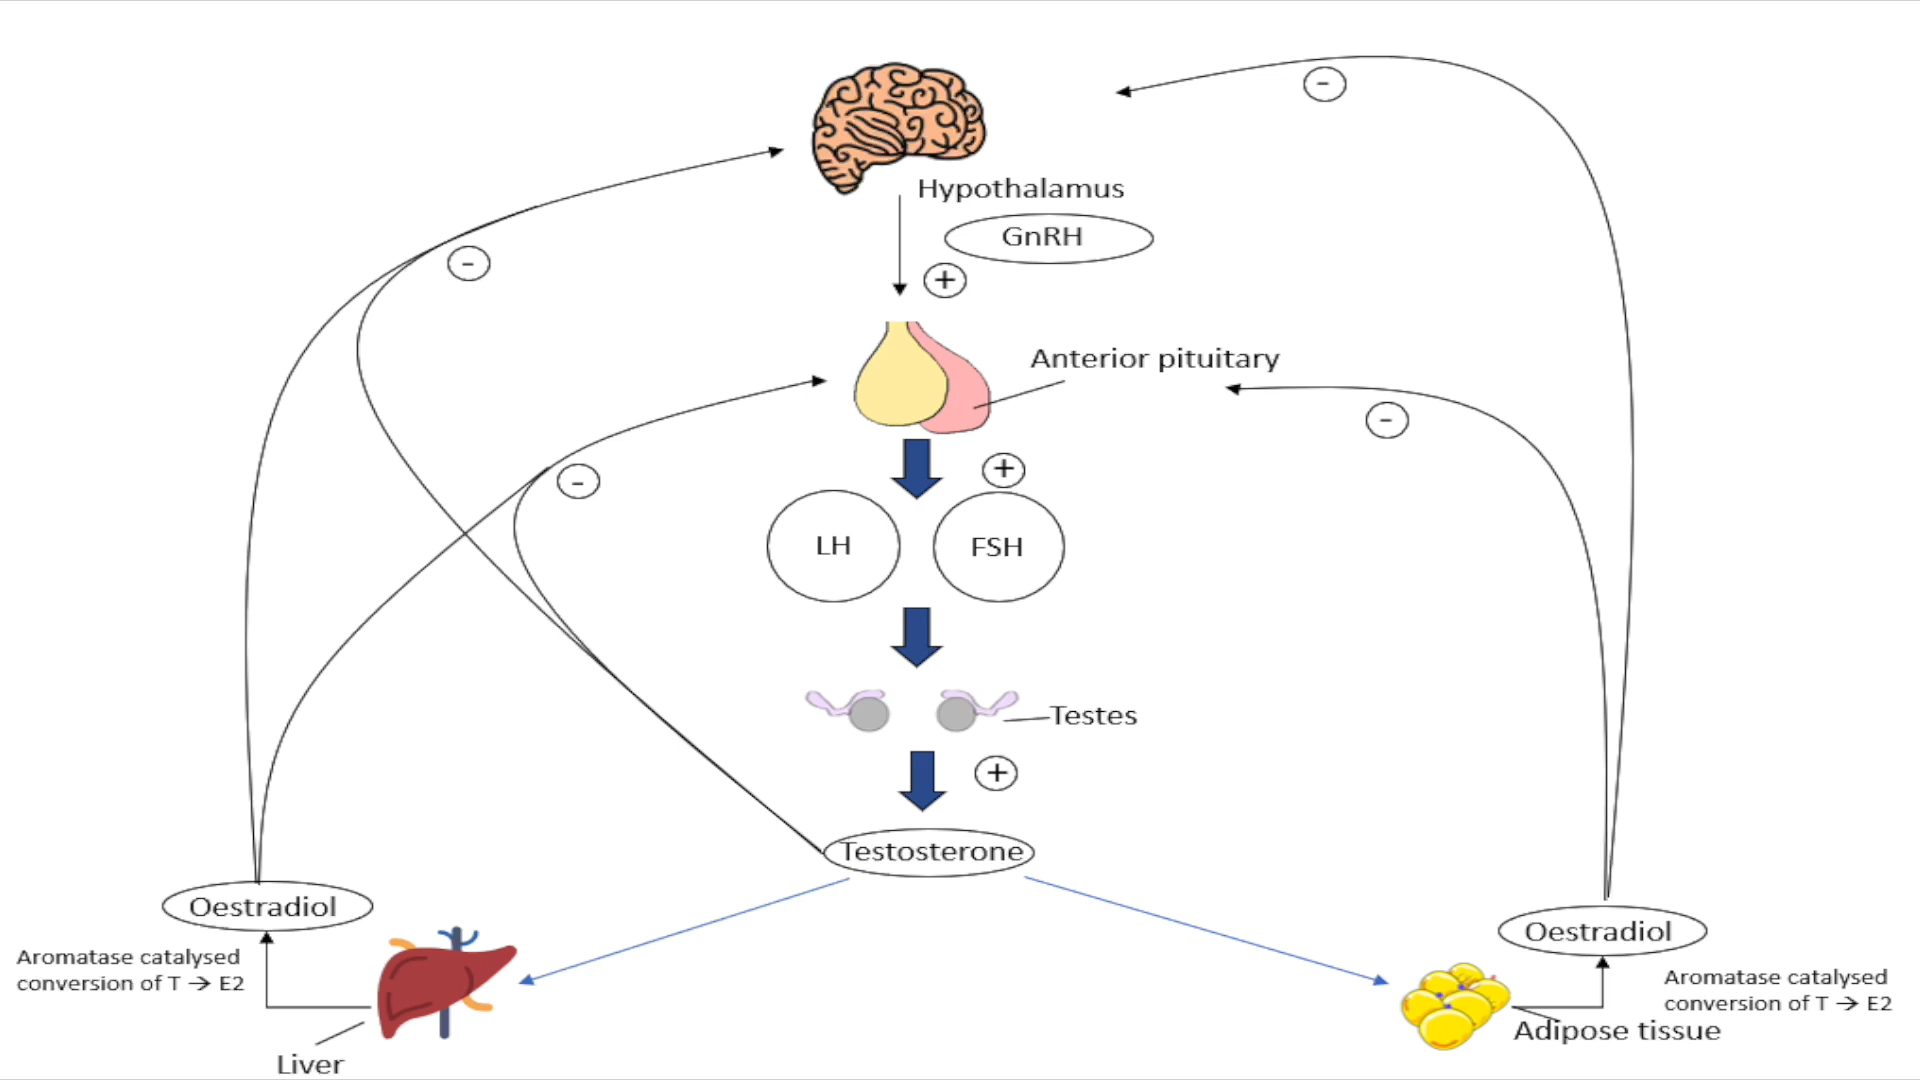 -
Hypothalamus
GnRH
-
+
Anterior pituitary
-
+
-
LH
FSH
Testes
+
Testosterone
Oestradiol
Oestradiol
Aromatase catalysed
conversion of T → E2
Aromatase catalysed
conversion of T → E2
Adipose tissue
Liver